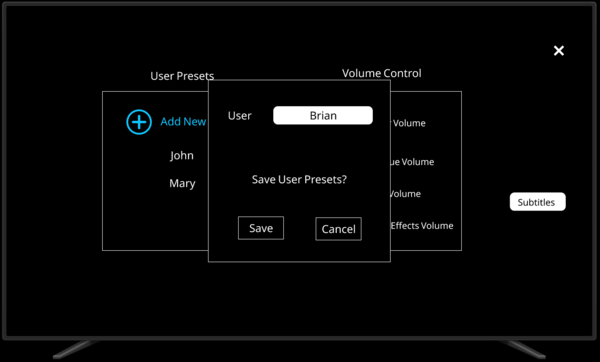 User Presets
Volume Control
Add New
John
Mary
User
Brian
Save User Presets?
Save
Cancel
Volume
Volume
Volume
Effects Volume
Subtitles